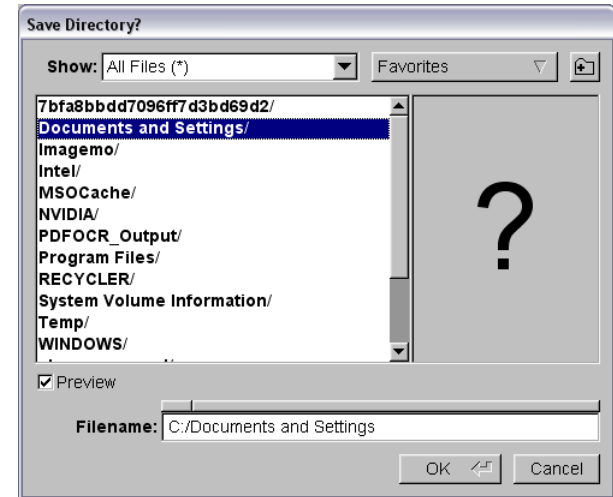 Save Directory?
Show: All Files (*) Favorites
7bfa8bbdd7096ff7d3bd69d2/
Documents and Settings/
Imagemo/
Intel/
MSOCache/
NVIDIA/
PDFOCR_Output/
Program Files/
RECYCLER/
System Volume Information/
Temp/
WINDOWS/
?
Preview
Filename: C:/Documents and Settings
OK Cancel